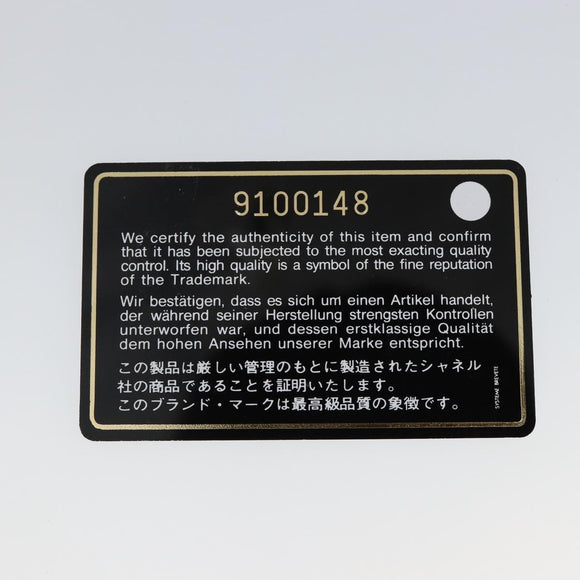 9100148
We certify the authenticity of this item and confirm
that it has been subjected to the most exacting quality
control. Its high quality is a symbol of the fine reputation
of the Trademark.
Wir bestätigen, dass es sich um einen Artikel handelt,
der während seiner Herstellung strengsten Kontrollen
unterworfen war, und dessen erstklassige Qualität
dem hohen Ansehen unserer Marke entspricht.
この製品は厳しい管理のもとに製造されたシャネル
社の商品であることを証明いたします。
このブランド・マークは最高級品質の象徴です。
SYSTEME BREVETE